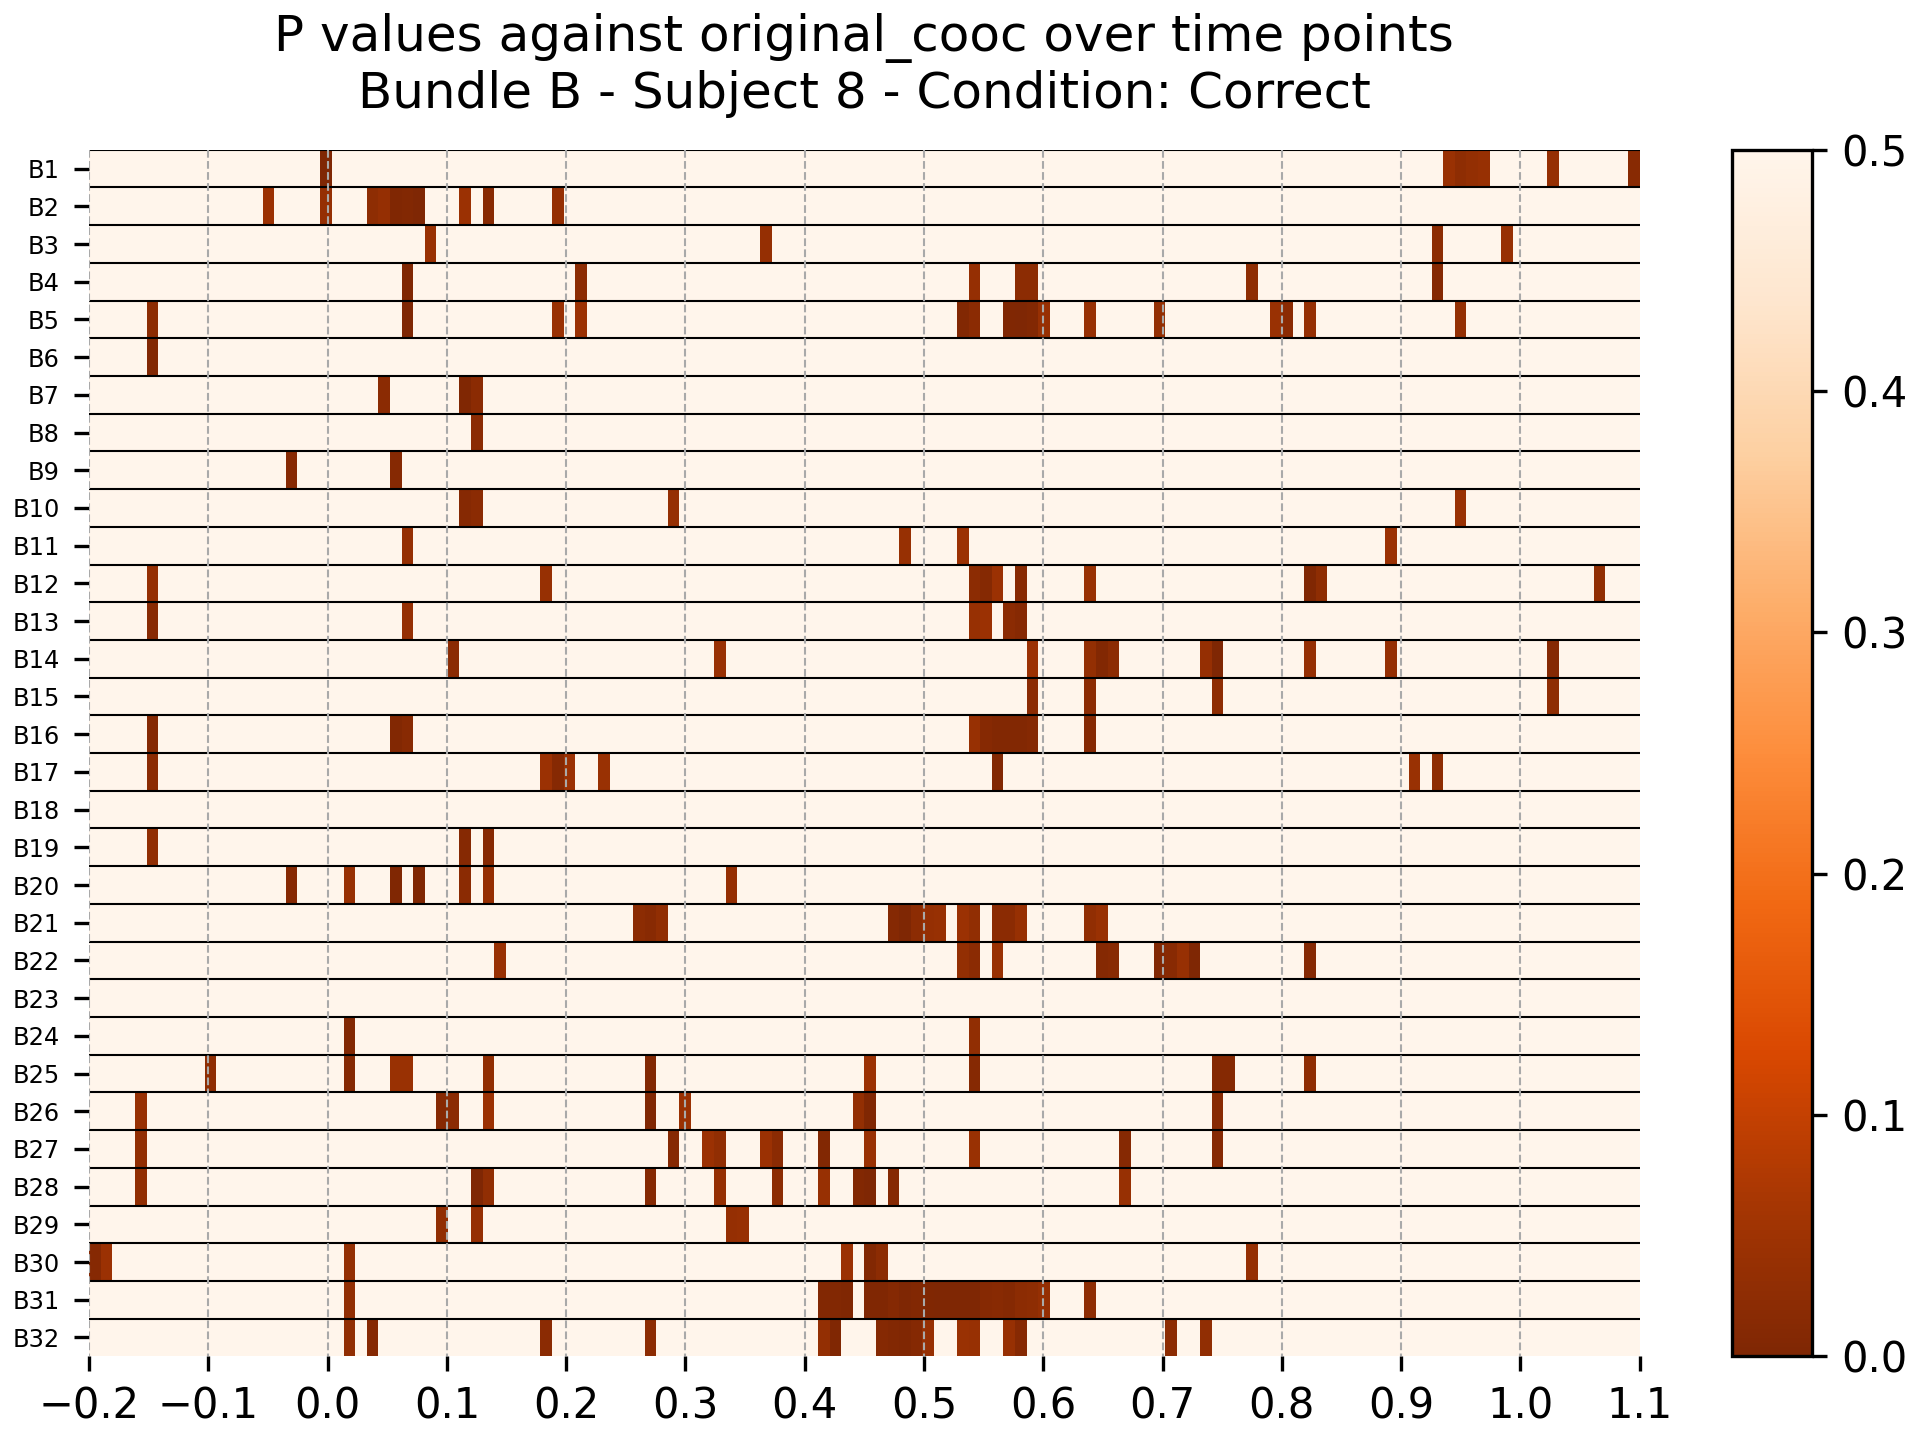 P values against original_cooc over time points
Bundle B - Subject 8 - Condition: Correct
B1
B2
B3
B4
B5
B6
B7
B8
B9
B10
B11
B12
B13
B14
B15
B16
B17
B18
B19
B20
B21
B22
B23
B24
B25
B26
B27
B28
B29
B30
B31
B32
−0.2 −0.1 0.0 0.1 0.2 0.3 0.4 0.5 0.6 0.7 0.8 0.9 1.0 1.1
0.5
0.4
0.3
0.2
0.1
0.0